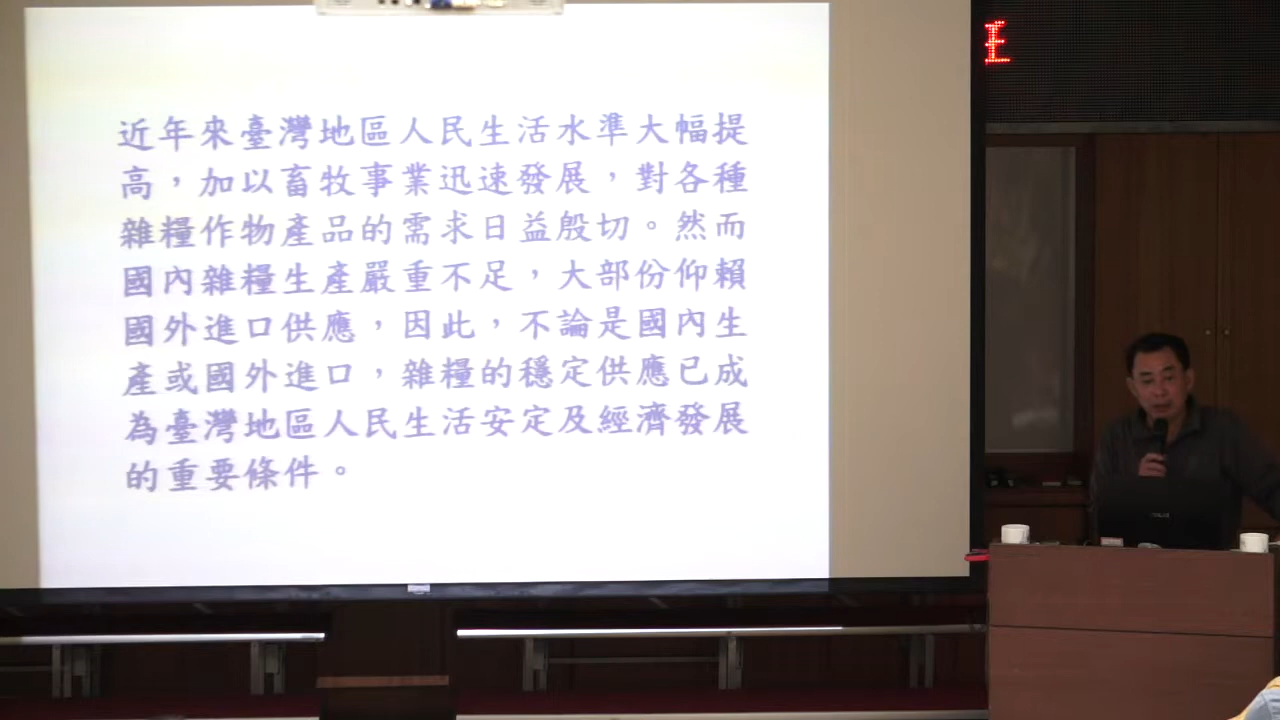 近年來臺灣地區人民生活水準大幅提
高，加以畜牧事業迅速發展，對各種
雜糧作物產品的需求日益殷切。然而
國內雜糧生產嚴重不足，大部份仰賴
國外進口供應，因此，不論是國內生
產或國外進口，雜糧的穩定供應已成
為臺灣地區人民生活安定及經濟發展
的重要條件。